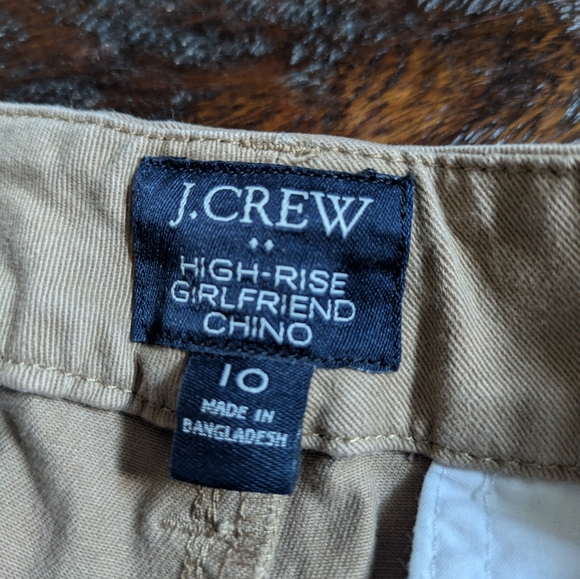 J.CREW
HIGH-RISE
GIRLFRIEND
CHINO
10
MADE IN
BANGLADESH